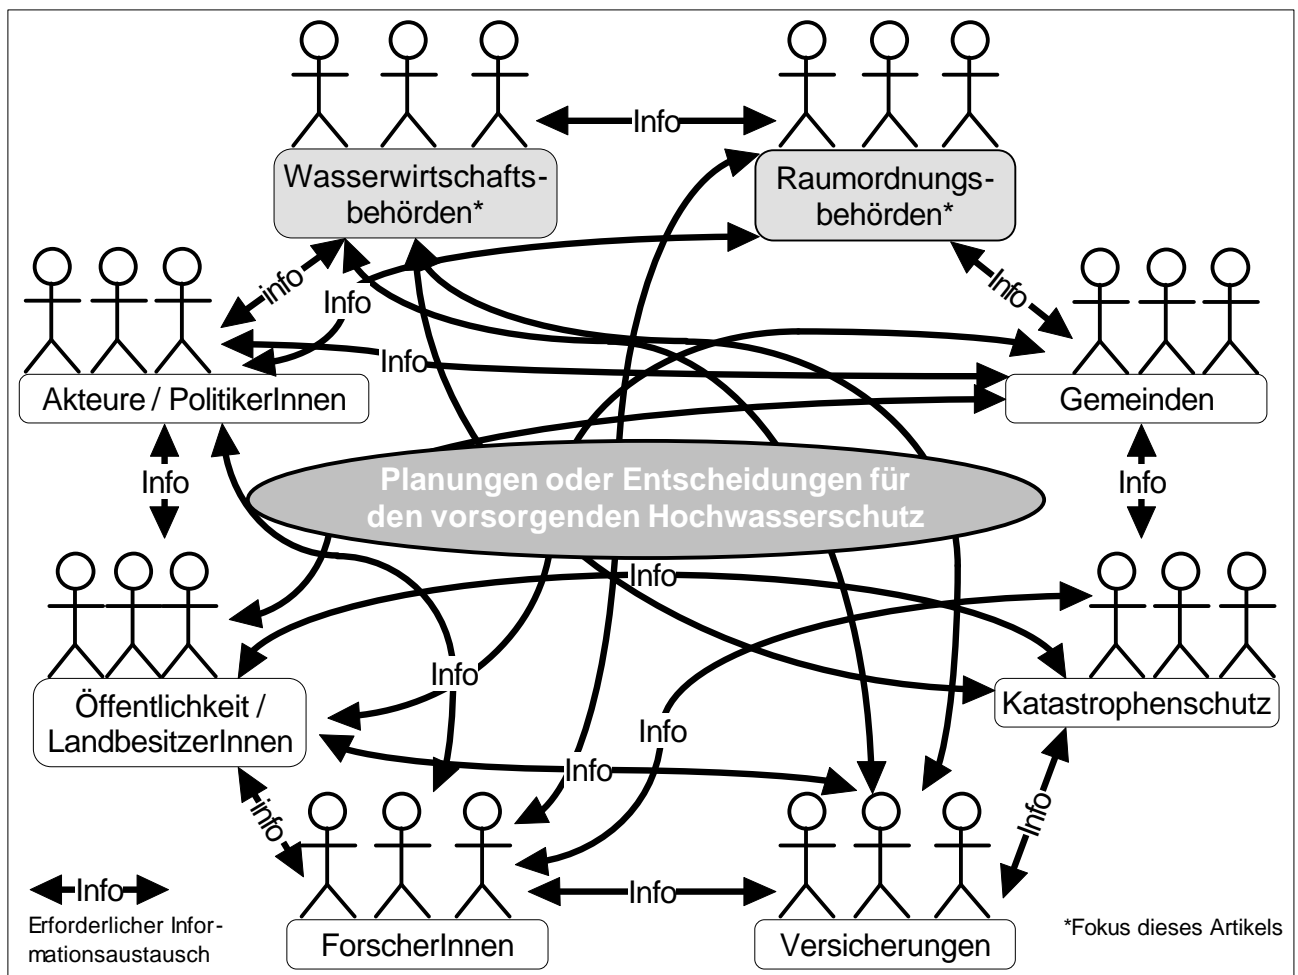 Info
Wasserwirtschafts-
behörden*
Raumordnungs-
behörden*
info
Info
Info
Info
Akteure / PolitikerInnen
Gemeinden
Info
Info
Planungen oder Entscheidungen für
den vorsorgenden Hochwasserschutz
Info
Info
Öffentlichkeit /
LandbesitzerInnen
Katastrophenschutz
Info
Info
info
Info
Info
Info
Erforderlicher Infor-
mationsaustausch
*Fokus dieses Artikels
ForscherInnen
Versicherungen